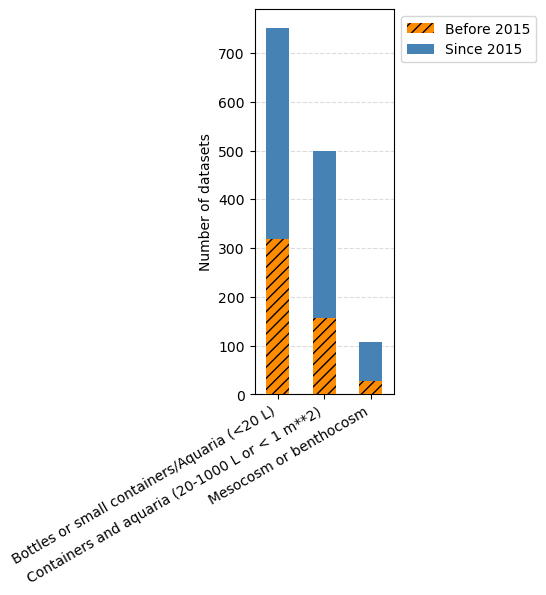 Before 2015
Since 2015
Number of datasets
700
600
500
400
300
200
100
0
Bottles or small containers/Aquaria (<20 L)
Containers and aquaria (20-1000 L or < 1 m**2)
Mesocosm or benthocosm